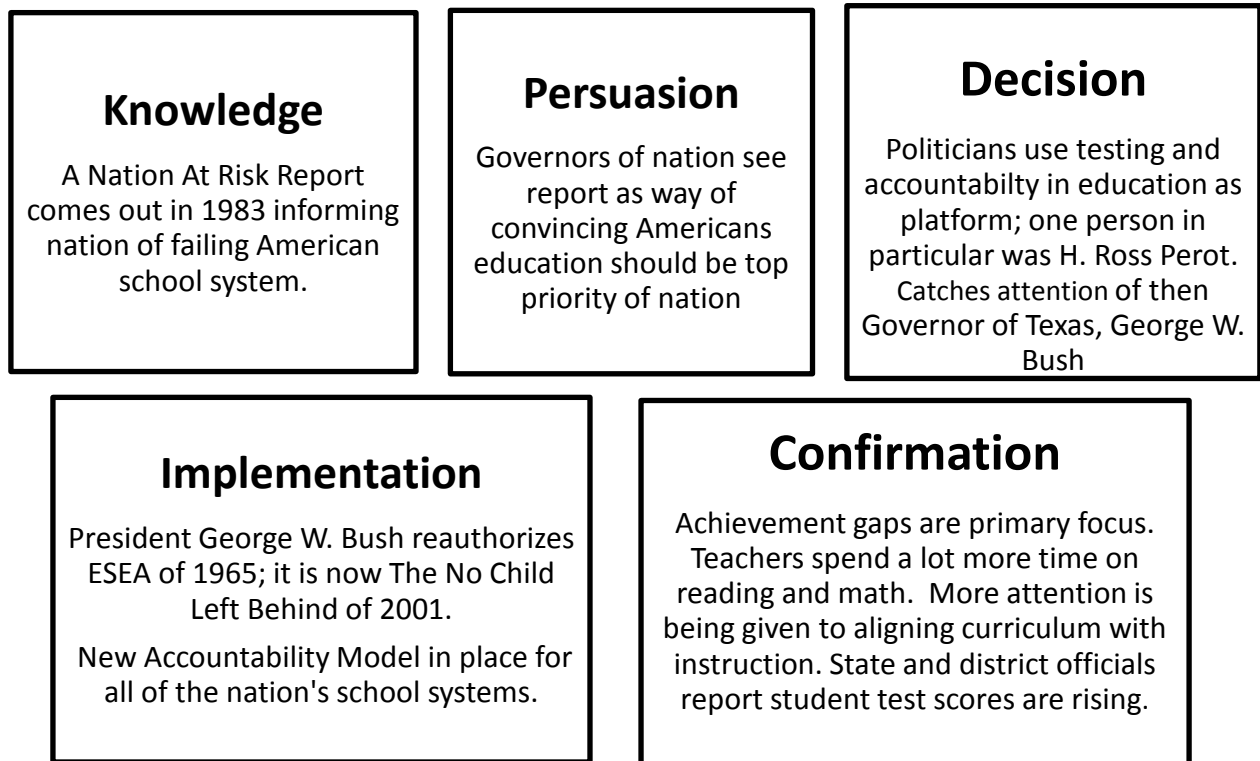 Knowledge
A Nation At Risk Report
comes out in 1983 informing
nation of failing American
school system.
Persuasion
Governors of nation see
report as way of
convincing Americans
education should be top
priority of nation
Decision
Politicians use testing and
accountabilty in education as
platform; one person in
particular was H. Ross Perot.
Catches attention of then
Governor of Texas, George W.
Bush
Implementation
President George W. Bush reauthorizes
ESEA of 1965; it is now The No Child
Left Behind of 2001.
New Accountability Model in place for
all of the nation's school systems.
Confirmation
Achievement gaps are primary focus.
Teachers spend a lot more time on
reading and math. More attention is
being given to aligning curriculum with
instruction. State and district officials
report student test scores are rising.